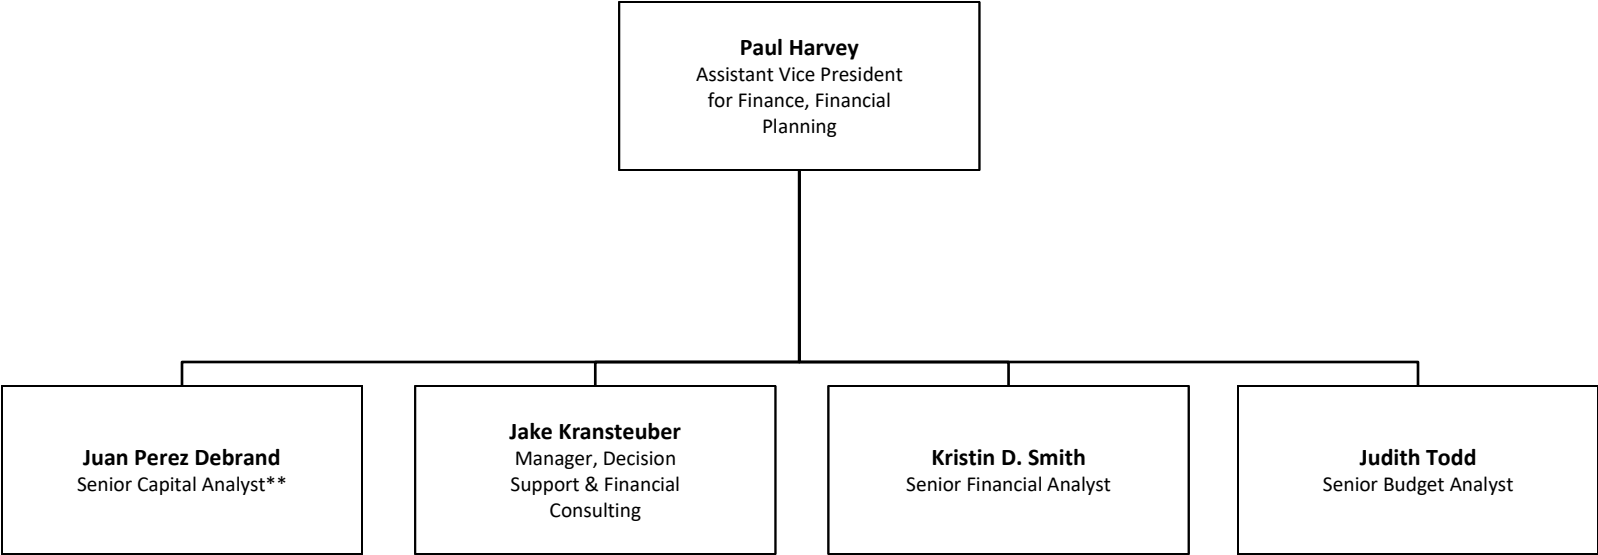 Paul Harvey
Assistant Vice President
for Finance, Financial
Planning
Juan Perez Debrand
Senior Capital Analyst**
Jake Kransteuber
Manager, Decision
Support & Financial
Consulting
Kristin D. Smith
Senior Financial Analyst
Judith Todd
Senior Budget Analyst